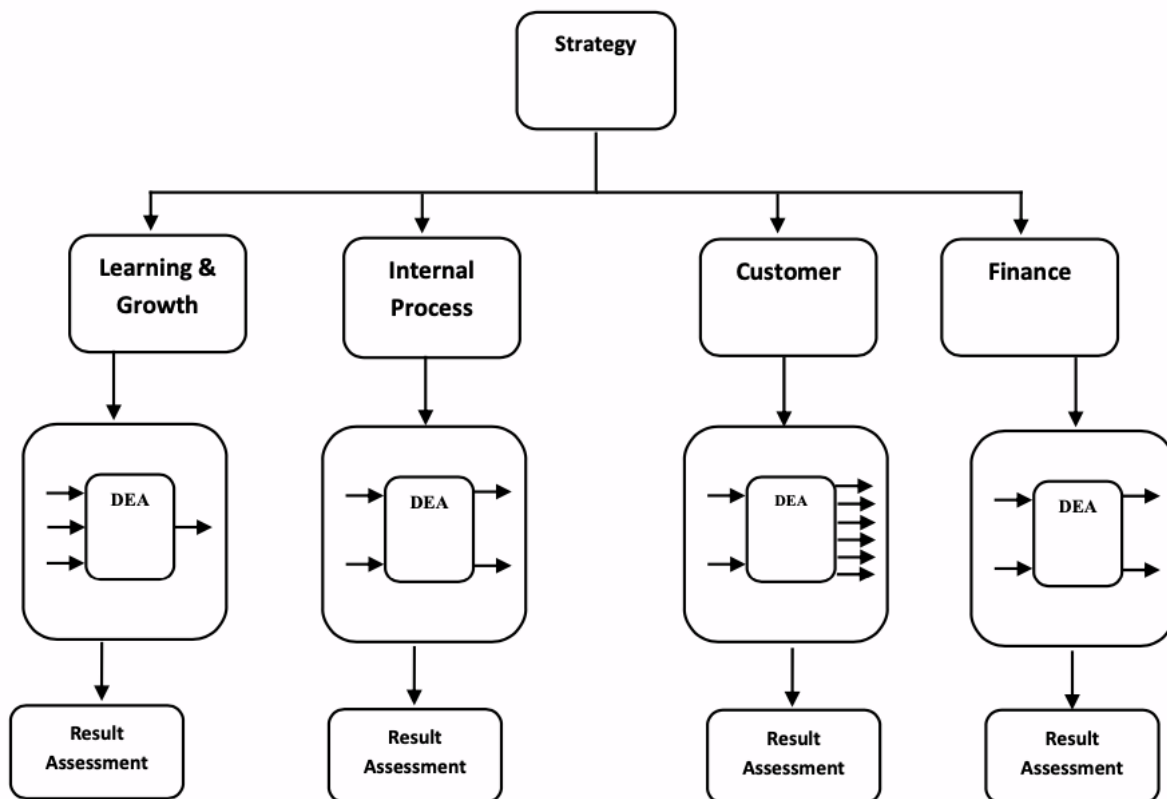 Strategy
Learning &
Growth
Internal
Process
Customer
Finance
DEA
DEA
DEA
DEA
Result
Assessment
Result
Assessment
Result
Assessment
Result
Assessment